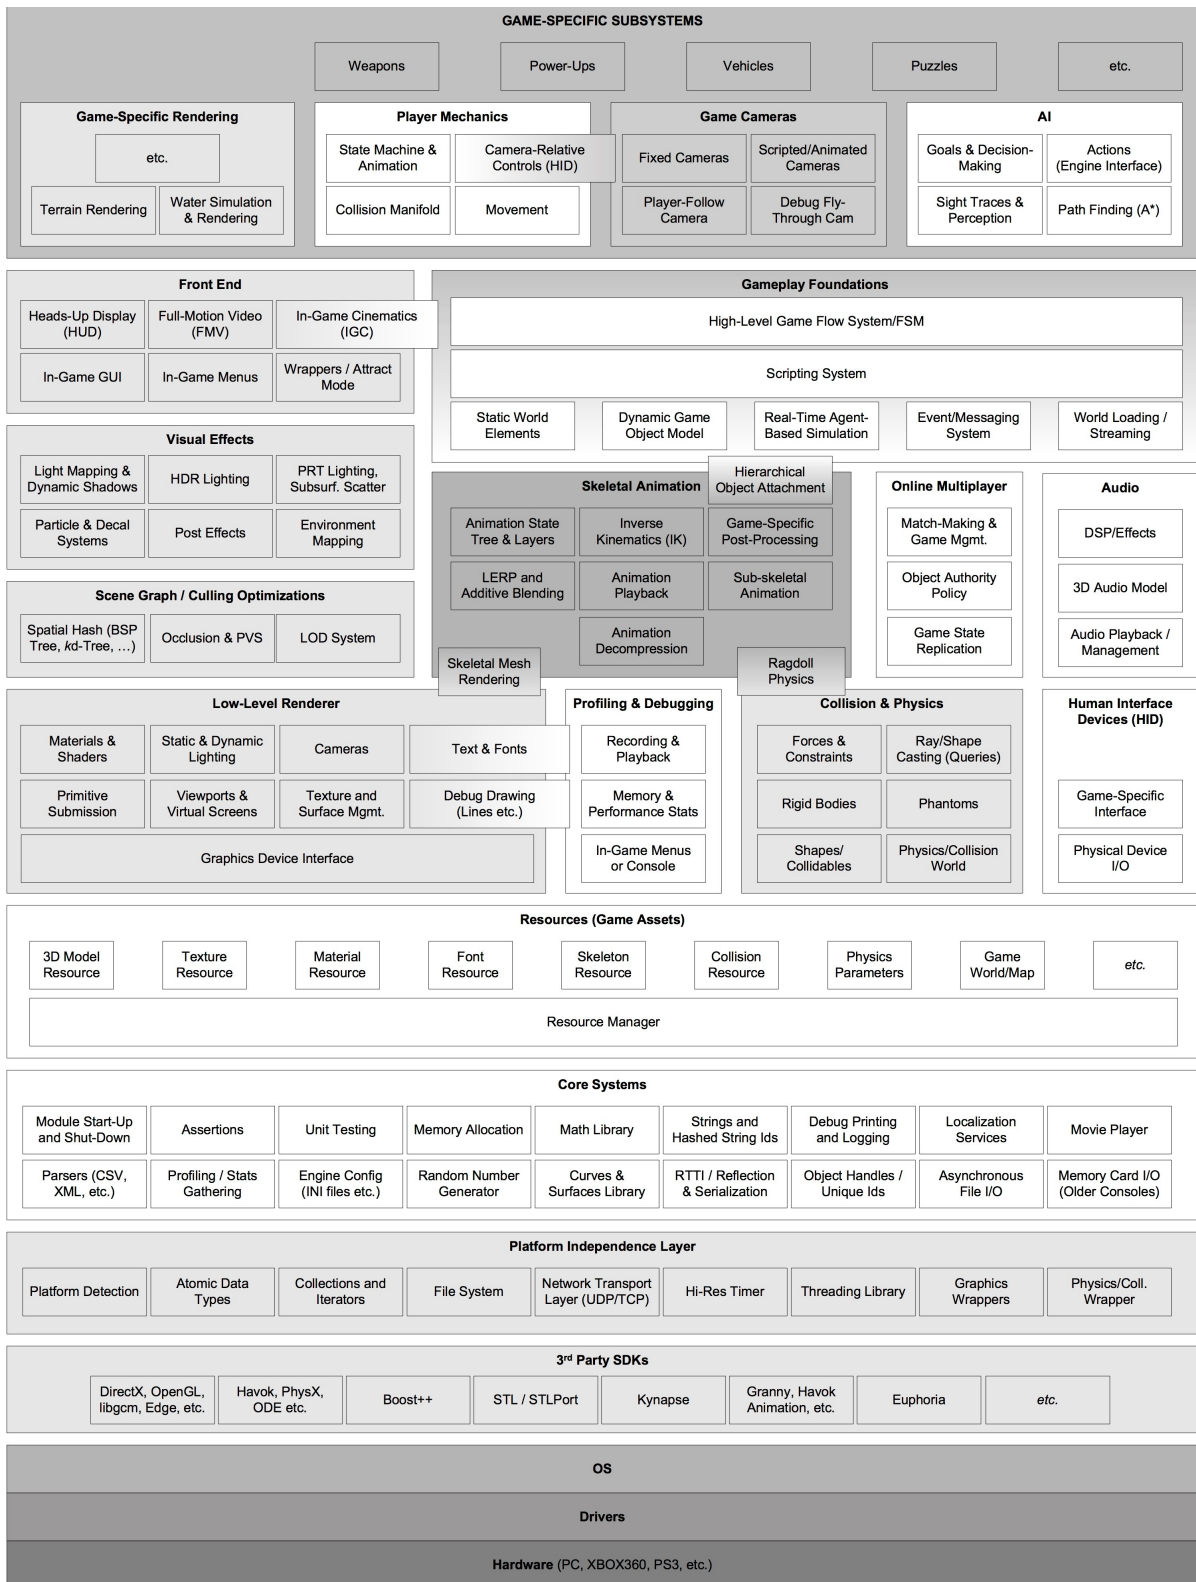 GAME-SPECIFIC SUBSYSTEMS
Weapons
Power-Ups
Vehicles
Puzzles
etc.
Game-Specific Rendering
etc.
Terrain Rendering
Water Simulation
& Rendering
Player Mechanics
State Machine &
Animation
Camera-Relative
Controls (HID)
Collision Manifold
Movement
Game Cameras
Fixed Cameras
Scripted/Animated
Cameras
Player-Follow
Camera
Debug Fly-
Through Cam
AI
Goals & Decision-
Making
Actions
(Engine Interface)
Sight Traces &
Perception
Path Finding (A*)
Front End
Heads-Up Display
(HUD)
Full-Motion Video
(FMV)
In-Game Cinematics
(IGC)
In-Game GUI
In-Game Menus
Wrappers / Attract
Mode
Gameplay Foundations
High-Level Game Flow System/FSM
Scripting System
Static World
Elements
Dynamic Game
Object Model
Real-Time Agent-
Based Simulation
Event/Messaging
System
World Loading /
Streaming
Visual Effects
Light Mapping &
Dynamic Shadows
HDR Lighting
PRT Lighting,
Subsurf. Scatter
Particle & Decal
Systems
Post Effects
Environment
Mapping
Skeletal Animation
Hierarchical
Object Attachment
Animation State
Tree & Layers
Inverse
Kinematics (IK)
Game-Specific
Post-Processing
LERP and
Additive Blending
Animation
Playback
Sub-skeletal
Animation
Animation
Decompression
Skeletal Mesh
Rendering
Ragdoll
Physics
Online Multiplayer
Match-Making &
Game Mgmt.
Object Authority
Policy
Game State
Replication
Audio
DSP/Effects
3D Audio Model
Audio Playback /
Management
Scene Graph / Culling Optimizations
Spatial Hash (BSP
Tree, kd-Tree, …)
Occlusion & PVS
LOD System
Low-Level Renderer
Materials &
Shaders
Static & Dynamic
Lighting
Cameras
Text & Fonts
Primitive
Submission
Viewports &
Virtual Screens
Texture and
Surface Mgmt.
Debug Drawing
(Lines etc.)
Graphics Device Interface
Profiling & Debugging
Recording &
Playback
Memory &
Performance Stats
In-Game Menus
or Console
Collision & Physics
Forces &
Constraints
Ray/Shape
Casting (Queries)
Rigid Bodies
Phantoms
Shapes/
Collidables
Physics/Collision
World
Human Interface
Devices (HID)
Game-Specific
Interface
Physical Device
I/O
Resources (Game Assets)
3D Model
Resource
Texture
Resource
Material
Resource
Font
Resource
Skeleton
Resource
Collision
Resource
Physics
Parameters
Game
World/Map
etc.
Resource Manager
Core Systems
Module Start-Up
and Shut-Down
Assertions
Unit Testing
Memory Allocation
Math Library
Strings and
Hashed String Ids
Debug Printing
and Logging
Localization
Services
Movie Player
Parsers (CSV,
XML, etc.)
Profiling / Stats
Gathering
Engine Config
(INI files etc.)
Random Number
Generator
Curves &
Surfaces Library
RTTI / Reflection
& Serialization
Object Handles /
Unique Ids
Asynchronous
File I/O
Memory Card I/O
(Older Consoles)
Platform Independence Layer
Platform Detection
Atomic Data
Types
Collections and
Iterators
File System
Network Transport
Layer (UDP/TCP)
Hi-Res Timer
Threading Library
Graphics
Wrappers
Physics/Coll.
Wrapper
3rd Party SDKs
DirectX, OpenGL,
libgcm, Edge, etc.
Havok, PhysX,
ODE etc.
Boost++
STL / STLPort
Kynapse
Granny, Havok
Animation, etc.
Euphoria
etc.
OS
Drivers
Hardware (PC, XBOX360, PS3, etc.)